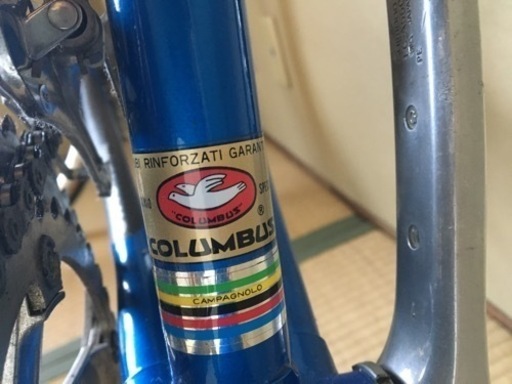 BI RINFORZATI GARANT
"COLUMBUS"
®
COLUMBUS
CAMPAGNOLO